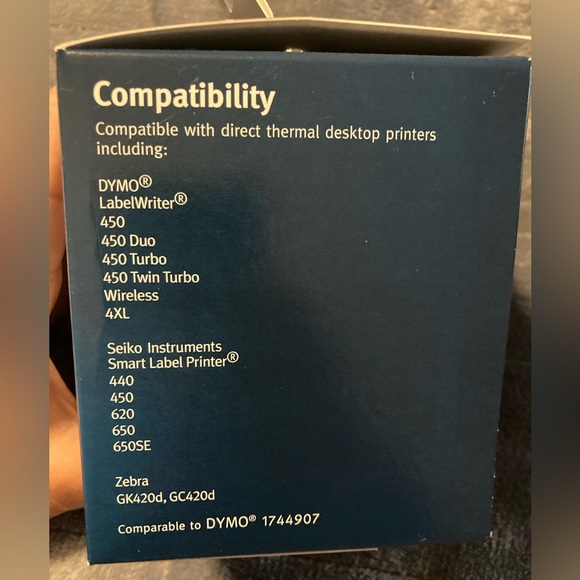 Compatibility
Compatible with direct thermal desktop printers
including:
DYMO®
LabelWriter®
450
450 Duo
450 Turbo
450 Twin Turbo
Wireless
4XL
Seiko Instruments
Smart Label Printer®
440
450
620
650
650SE
Zebra
GK420d, GC420d
Comparable to DYMO® 1744907